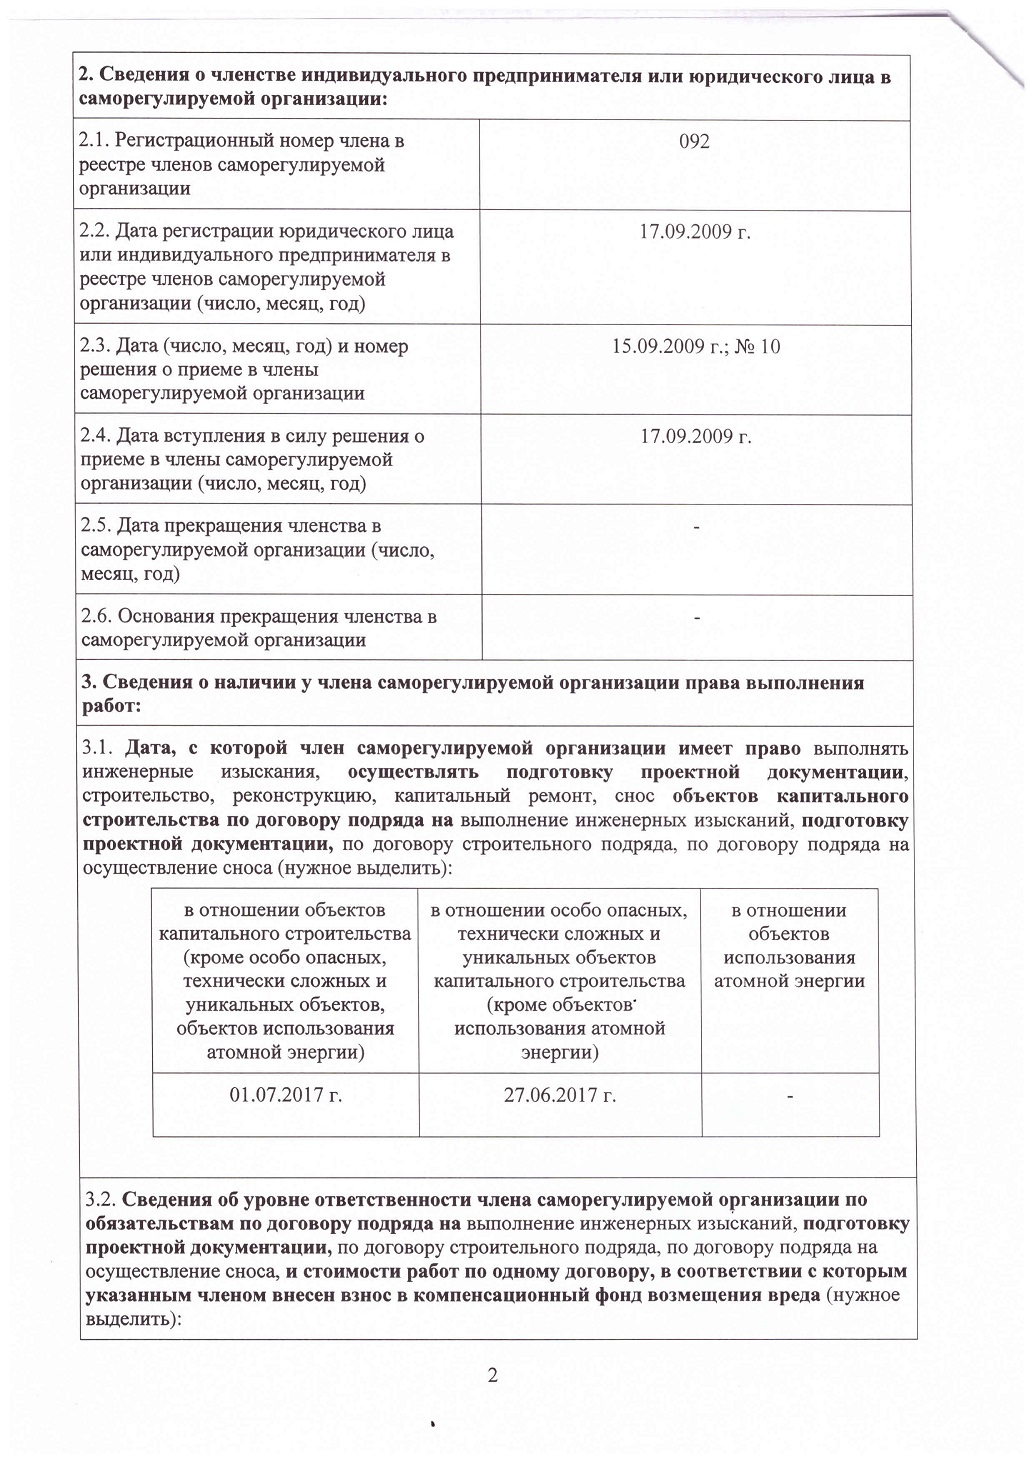 2. Сведения о членстве индивидуального предпринимателя или юридического лица в
саморегулируемой организации:
2.1. Регистрационный номер члена в
реестре членов саморегулируемой
организации
092
2.2. Дата регистрации юридического лица
или индивидуального предпринимателя в
реестре членов саморегулируемой
организации (число, месяц, год)
17.09.2009 г.
2.3. Дата (число, месяц, год) и номер
решения о приеме в члены
саморегулируемой организации
15.09.2009 г.; № 10
2.4. Дата вступления в силу решения о
приеме в члены саморегулируемой
организации (число, месяц, год)
17.09.2009 г.
2.5. Дата прекращения членства в
саморегулируемой организации (число,
месяц, год)
-
2.6. Основания прекращения членства в
саморегулируемой организации
-
3. Сведения о наличии у члена саморегулируемой организации права выполнения
работ:
3.1. Дата, с которой член саморегулируемой организации имеет право выполнять
инженерные изыскания, осуществлять подготовку проектной документации,
строительство, реконструкцию, капитальный ремонт, снос объектов капитального
строительства по договору подряда на выполнение инженерных изысканий, подготовку
проектной документации, по договору строительного подряда, по договору подряда на
осуществление сноса (нужное выделить):
в отношении объектов
капитального строительства
(кроме особо опасных,
технически сложных и
уникальных объектов,
объектов использования
атомной энергии)
в отношении особо опасных,
технически сложных и
уникальных объектов
капитального строительства
(кроме объектов
использования атомной
энергии)
в отношении
объектов
использования
атомной энергии
01.07.2017 г.
27.06.2017 г.
-
3.2. Сведения об уровне ответственности члена саморегулируемой организации по
обязательствам по договору подряда на выполнение инженерных изысканий, подготовку
проектной документации, по договору строительного подряда, по договору подряда на
осуществление сноса, и стоимости работ по одному договору, в соответствии с которым
указанным членом внесен взнос в компенсационный фонд возмещения вреда (нужное
выделить):
2